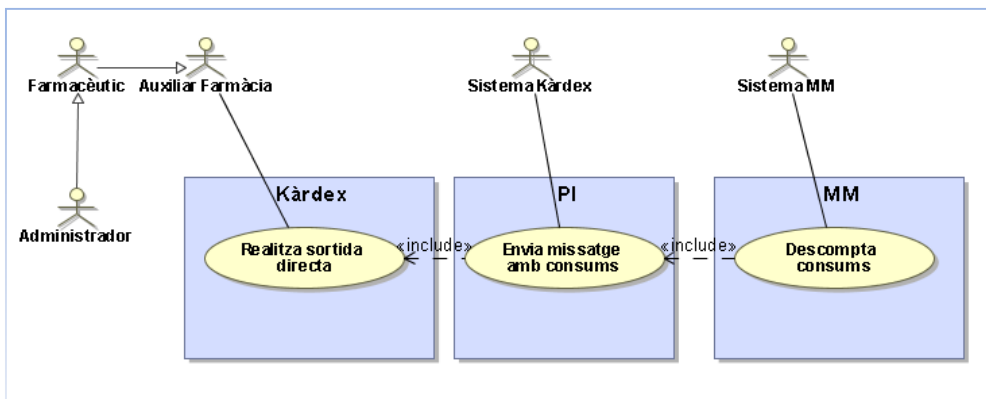 Farmacèutic
Auxiliar Farmàcia
Sistema Kàrdex
Sistema MM
Administrador
Kàrdex
PI
MM
Realitza sortida
directa
«include»
Envia missatge
amb consums
«include»
Descompta
consums